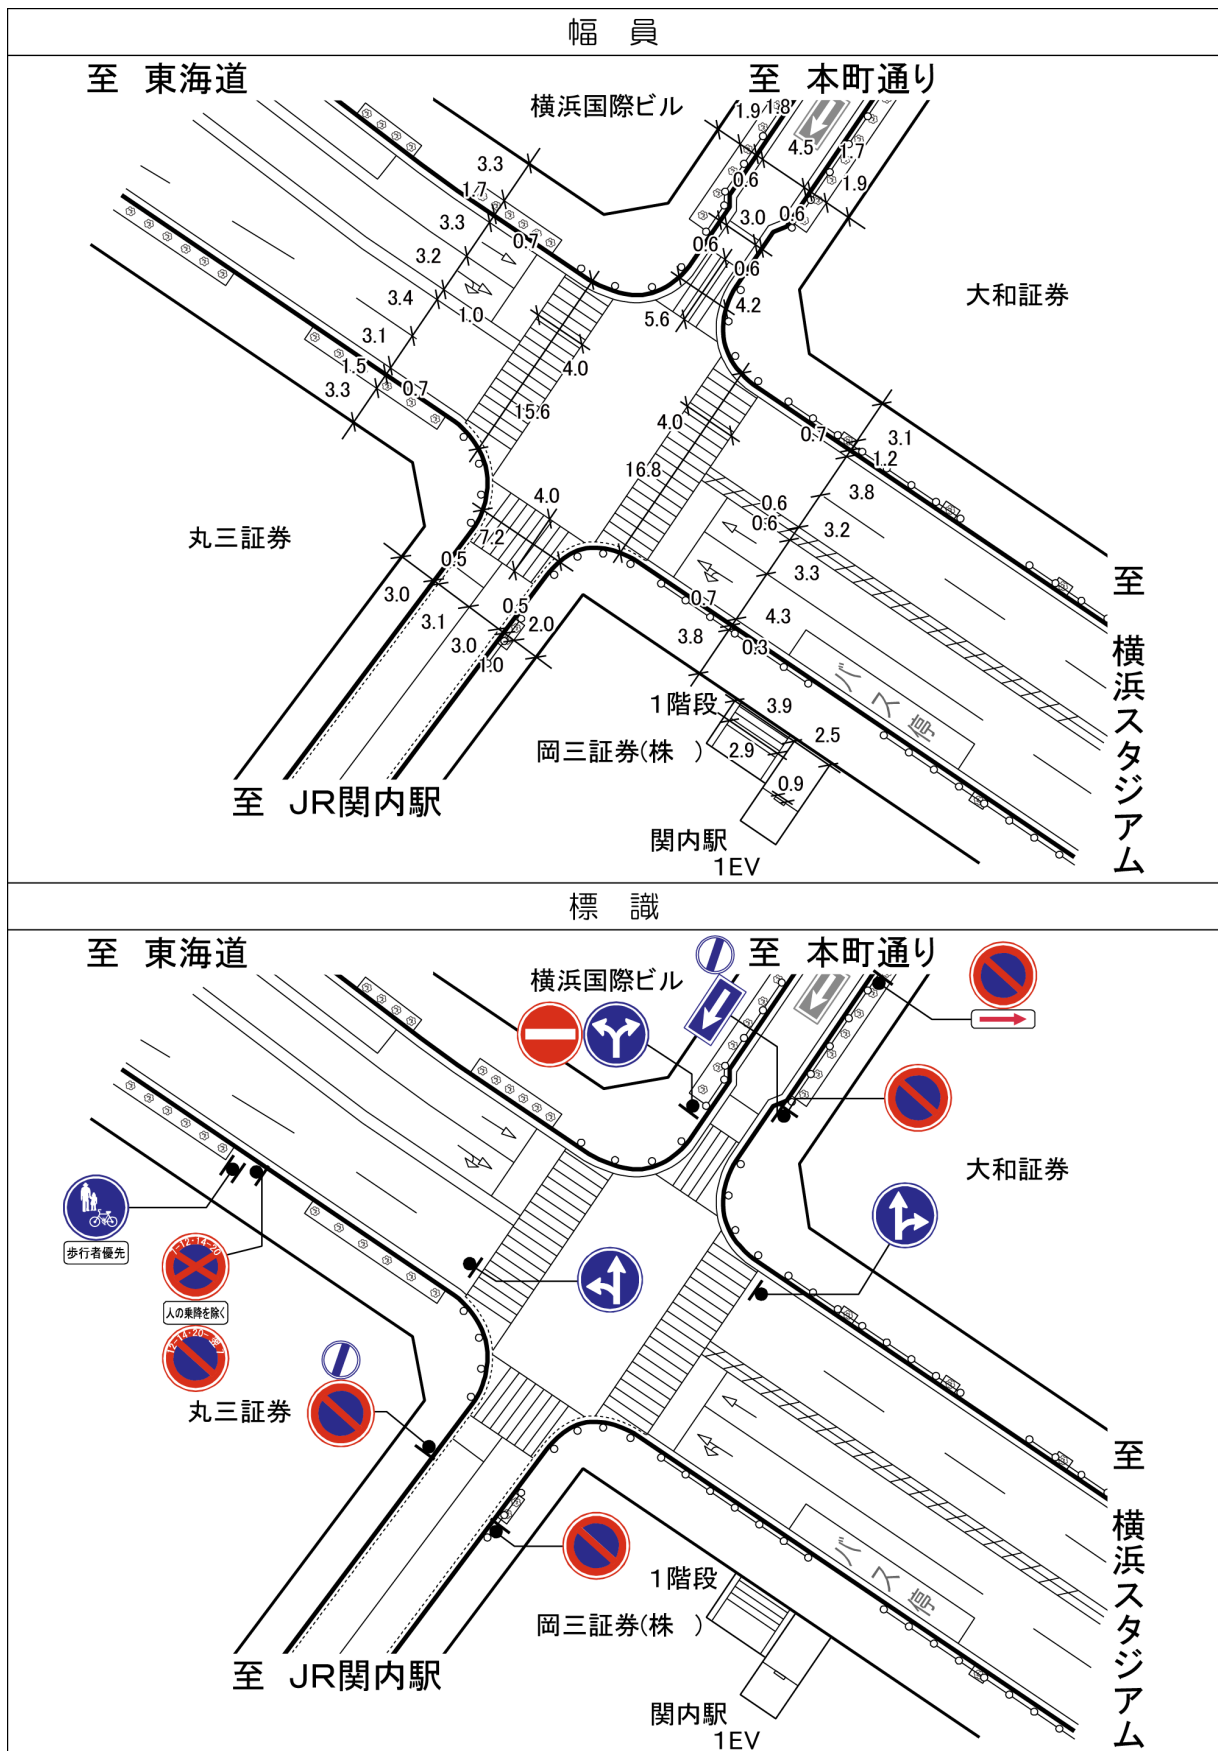 幅 員
至 東海道
至 本町通り
横浜国際ビル
1.9
1.8
4.5
1.7
1.9
3.3
1.7
0.6
3.3
3.0
0.6
0.7
0.6
3.2
0.6
3.4
4.2
1.0
5.6
大和証券
3.1
1.5
4.0
3.3
0.7
15.6
4.0
0.7
3.1
1.2
16.8
3.8
4.0
0.6
丸三証券
7.2
0.6
3.2
0.5
3.3
3.0
0.5
0.7
3.1
2.0
3.8
4.3
3.0
0.3
1.0
至 横浜スタジアム
バス停
1階段
3.9
2.5
岡三証券(株 )
2.9
0.9
至 JR関内駅
関内駅
1EV
標 識
至 東海道
至 本町通り
横浜国際ビル
大和証券
歩行者優先
12-14・20
人の乗降を除く
丸三証券
至 横浜スタジアム
バス停
1階段
岡三証券(株 )
至 JR関内駅
関内駅
1EV